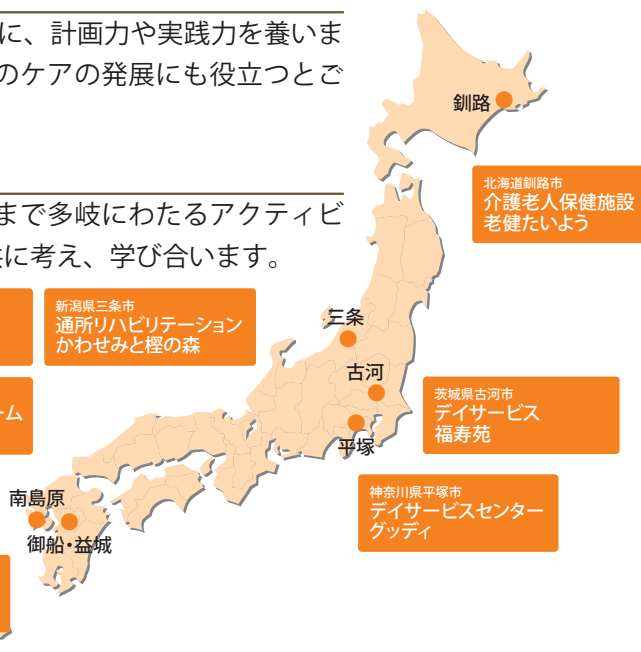 に、計画力や実践力を養いま
のケアの発展にも役立つとご
まで多岐にわたるアクティビ
に考え、学び合います。
釧路
北海道釧路市
介護老人保健施設
老健たいよう
新潟県三条市
通所リハビリテーション
かわせみと樫の森
三条
古河
茨城県古河市
デイサービス
福寿苑
ーム
平塚
神奈川県平塚市
デイサービスセンター
グッディ
南島原
御船・益城